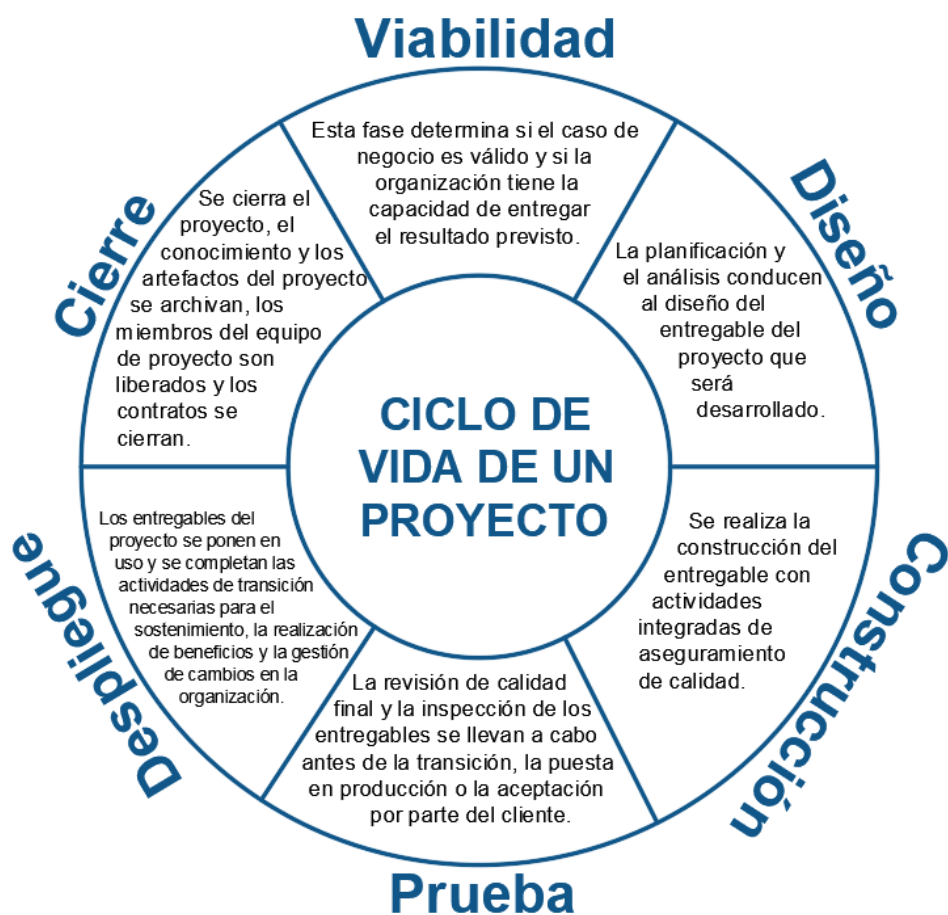 Viabilidad
Esta fase determina si el caso de
negocio es válido y si la
organización tiene la
capacidad de entregar
el resultado previsto.
Diseño
La planificación y
el análisis conducen
al diseño del
entregable del
proyecto que
será
desarrollado.
Construcción
Se realiza la
construcción del
entregable con
actividades
integradas de
aseguramiento
de calidad.
Prueba
La revisión de calidad
final y la inspección de los
entregables se llevan a cabo
antes de la transición, la puesta
en producción o la aceptación
por parte del cliente.
Despliegue
Los entregables del
proyecto se ponen en
uso y se completan las
actividades de transición
necesarias para el
sostenimiento, la realización
de beneficios y la gestión
de cambios en la
organización.
Cierre
Se cierra el
proyecto, el
conocimiento y los
artefactos del proyecto
se archivan, los
miembros del equipo
de proyecto son
liberados y los
contratos se
cierran.
CICLO DE
VIDA DE UN
PROYECTO